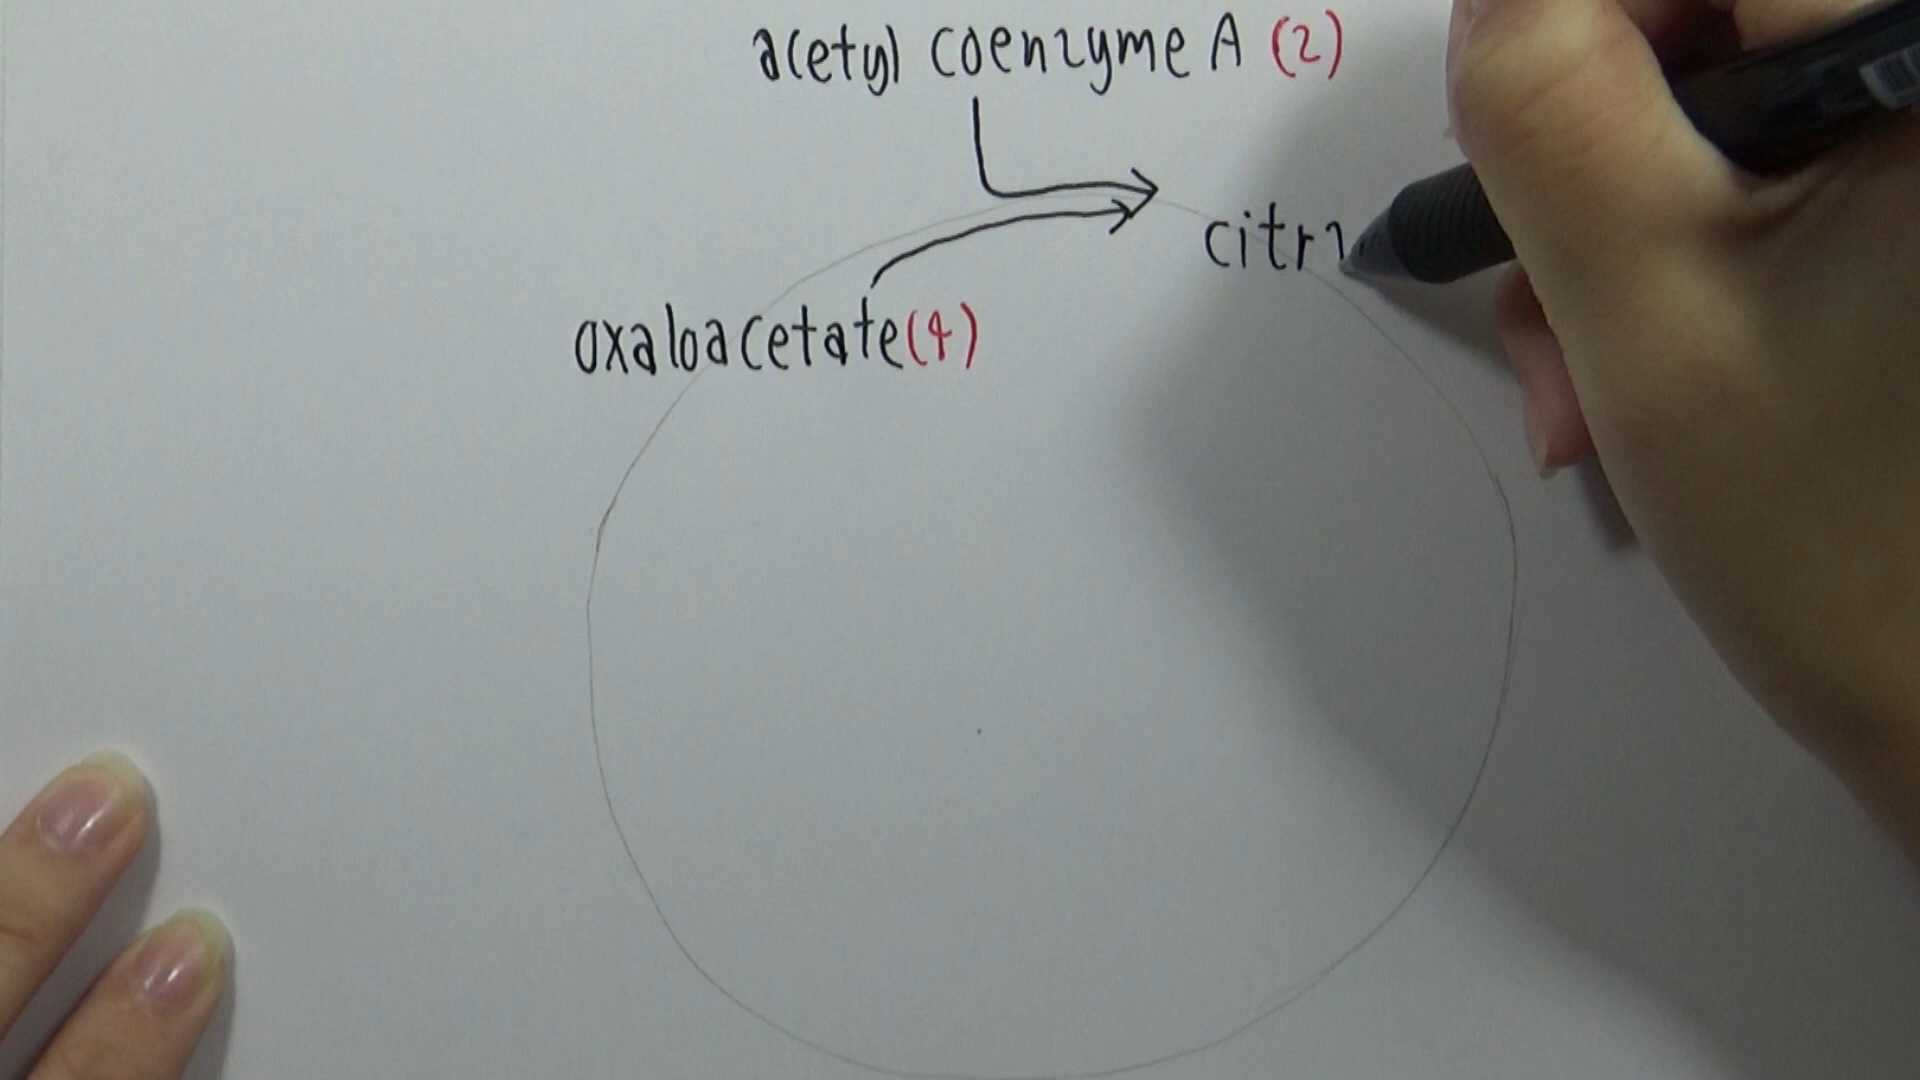 acetyl coenzyme A (2)
citr
oxaloacetate (4)